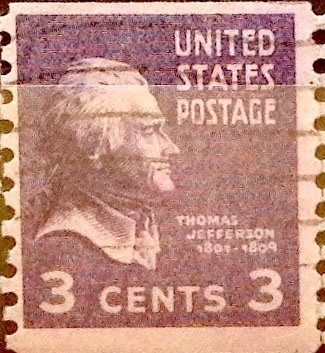 UNITED
STATES
POSTAGE
THOMAS
JEFFERSON
1801-1809
3 CENTS 3